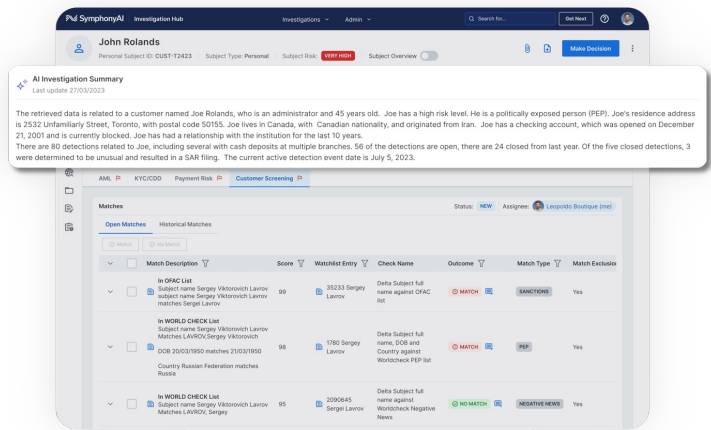 SymphonyAI Investigation Hub Investigations Admin Search for... Get Next
John Rolands
Personal Subject ID: CUST-T2423 Subject Type: Personal Subject Risk: VERY HIGH Subject Overview Make Decision
AI Investigation Summary
Last update 27/03/2023
The retrieved data is related to a customer named Joe Rolands, who is an administrator and 45 years old. Joe has a high risk level. He is a politically exposed person (PEP). Joe's residence address
is 2532 Unfamiliarly Street, Toronto, with postal code 50155. Joe lives in Canada, with Canadian nationality, and originated from Iran. Joe has a checking account, which was opened on December
21, 2001 and is currently blocked. Joe has had a relationship with the institution for the last 10 years.
There are 80 detections related to Joe, including several with cash deposits at multiple branches. 56 of the detections are open, there are 24 closed from last year. Of the five closed detections, 3
were determined to be unusual and resulted in a SAR filing. The current active detection event date is July 5, 2023.
AML KYC/CDD Payment Risk Customer Screening
Matches Status: NEW Assignee: Leopoldo Boutique (me)
Open Matches Historical Matches
Match No Match
Match Description Score Watchlist Entry Check Name Outcome Match Type Match Exclusion
In OFAC List
Subject name Sergey Viktorovich Lavrov
subject name Sergey Viktorovich Lavrov
matches Sergei Lavrov
99
35233 Sergey
Lavrov
Delta Subject full
name against OFAC
list
MATCH
SANCTIONS
Yes
In WORLD CHECK List
Subject name Sergey Viktorovich Lavrov
Matches LAVROV,Sergey Viktorovich
DOB 20/03/1950 matches 21/03/1950
Country Russian Federation matches
Russia
98
1780 Sergey
Lavrov
Delta Subject full
name, DOB and
Country against
Worldcheck PEP list
MATCH
PEP
Yes
In WORLD CHECK List
Subject name Sergey Viktorovich Lavrov
Matches LAVROV, Sergey
95
2090645
Sergei Lavrov
Delta Subject full
name against
Worldcheck Negative
News
NO MATCH
NEGATIVE NEWS
Yes